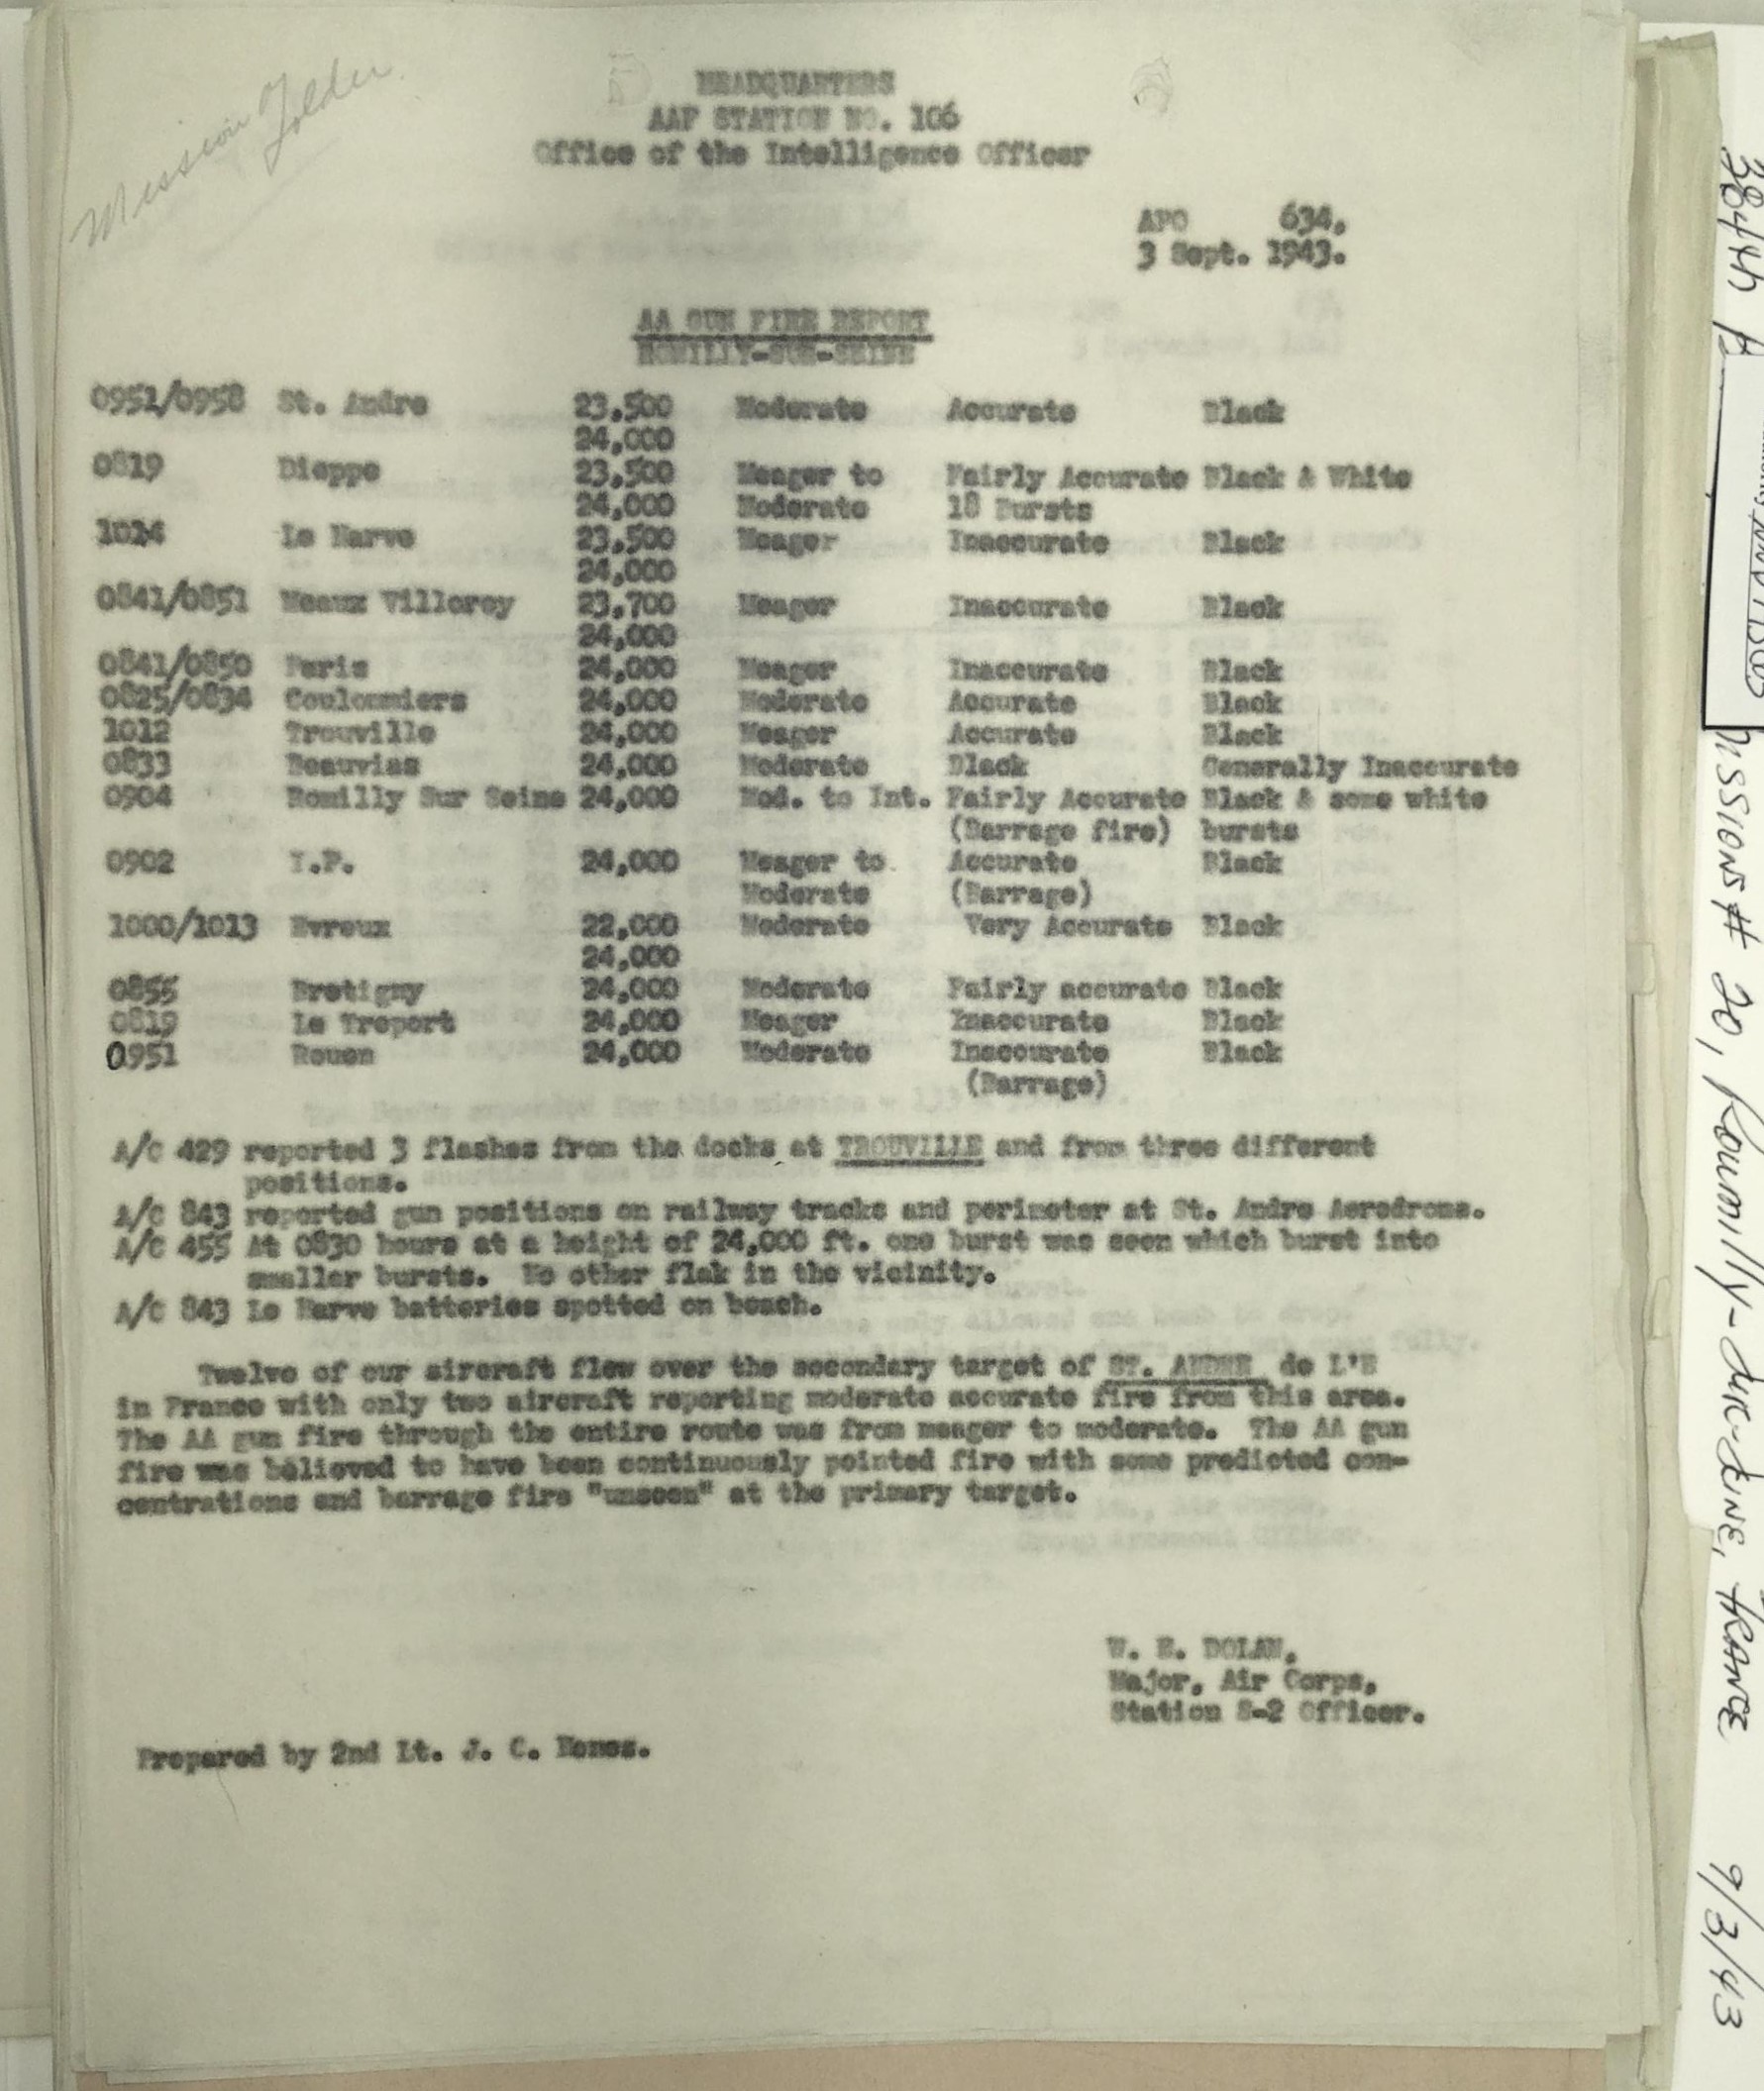 Mission Folder
HEADQUARTERS
AAF STATION NO. 106
Office of the Intelligence Officer
APO 634,
3 Sept. 1943.
AA GUN FIRE REPORT
ROMILLY-SUR-SEINE
0951/0958 St. Andre 23,500 Moderate Accurate Black
24,000
0819 Dieppe 23,500 Meager to Fairly Accurate Black & White
24,000 Moderate 18 Bursts
1014 Le Harve 23,500 Meager Inaccurate Black
24,000
0841/0851 Meaux Villeroy 23,700 Meager Inaccurate Black
24,000
0841/0850 Paris 24,000 Meager Inaccurate Black
0825/0834 Coulommiers 24,000 Moderate Accurate Black
1012 Trouville 24,000 Meager Accurate Black
0833 Beauvias 24,000 Moderate Black Generally Inaccurate
0904 Romilly Sur Seine 24,000 Mod. to Int. Fairly Accurate Black & some white
(Barrage fire) bursts
0902 I.P. 24,000 Meager to Accurate Black
Moderate (Barrage)
1000/1013 Evreux 22,000 Moderate Very Accurate Black
24,000
0855 Bretigny 24,000 Moderate Fairly accurate Black
0819 Le Treport 24,000 Meager Inaccurate Black
0951 Rouen 24,000 Moderate Inaccurate Black
(Barrage)
A/C 429 reported 3 flashes from the docks at TROUVILLE and from three different
positions.
A/C 843 reported gun positions on railway tracks and perimeter at St. Andre Aerodrome.
A/C 455 At 0830 hours at a height of 24,000 ft. one burst was seen which burst into
smaller bursts. No other flak in the vicinity.
A/C 843 Le Harve batteries spotted on beach.
Twelve of our aircraft flew over the secondary target of ST. ANDRE de L'E
in France with only two aircraft reporting moderate accurate fire from this area.
The AA gun fire through the entire route was from meager to moderate. The AA gun
fire was believed to have been continuously pointed fire with some predicted con-
centrations and barrage fire "unseen" at the primary target.
W. E. DOLAN,
Major, Air Corps,
Station S-2 Officer.
Prepared by 2nd Lt. J. C.
384th
MISSIONS # 20, ROUMILLY-SUR-SEINE, FRANCE 9/3/43